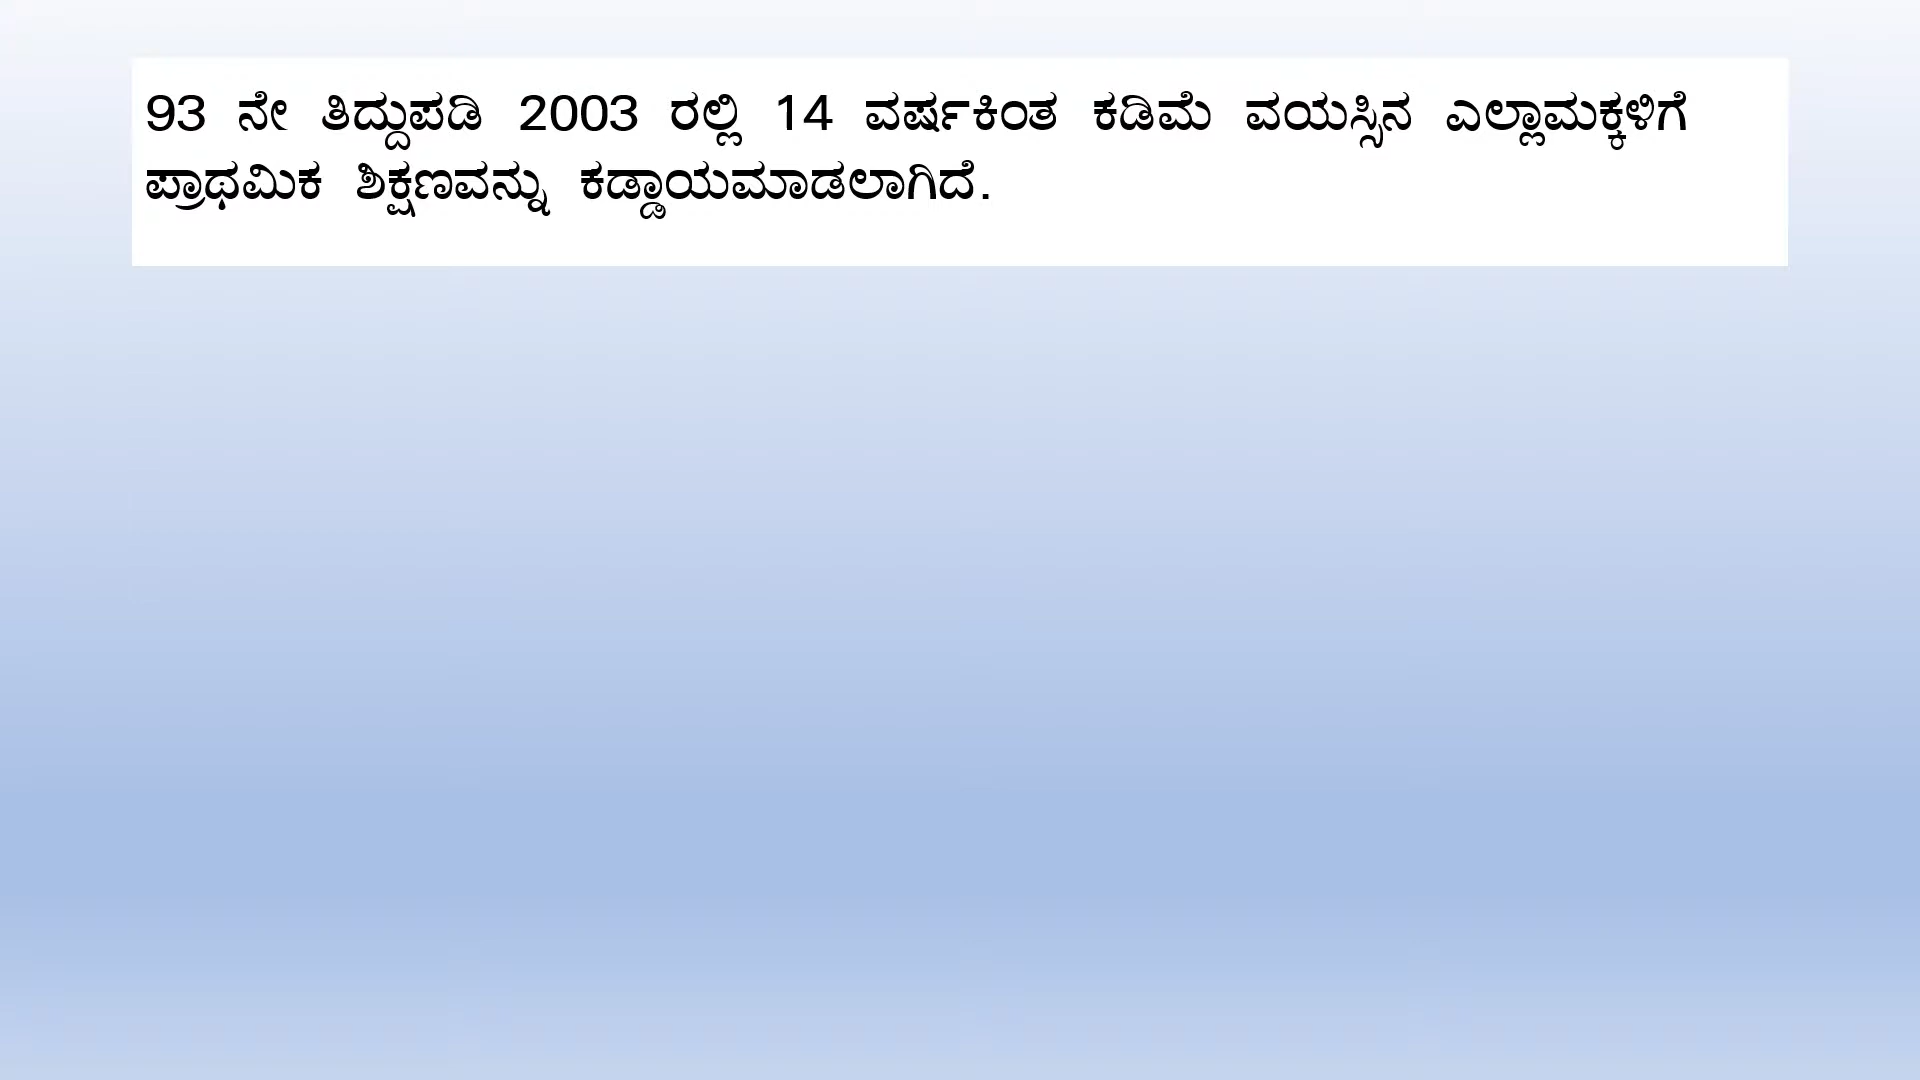 93 ನೇ ತಿದ್ದುಪಡಿ 2003 ರಲ್ಲಿ 14 ವರ್ಷಕಿಂತ ಕಡಿಮೆ ವಯಸ್ಸಿನ ಎಲ್ಲಾಮಕ್ಕಳಿಗೆ
ಪ್ರಾಥಮಿಕ ಶಿಕ್ಷಣವನ್ನು ಕಡ್ಡಾಯಮಾಡಲಾಗಿದೆ.